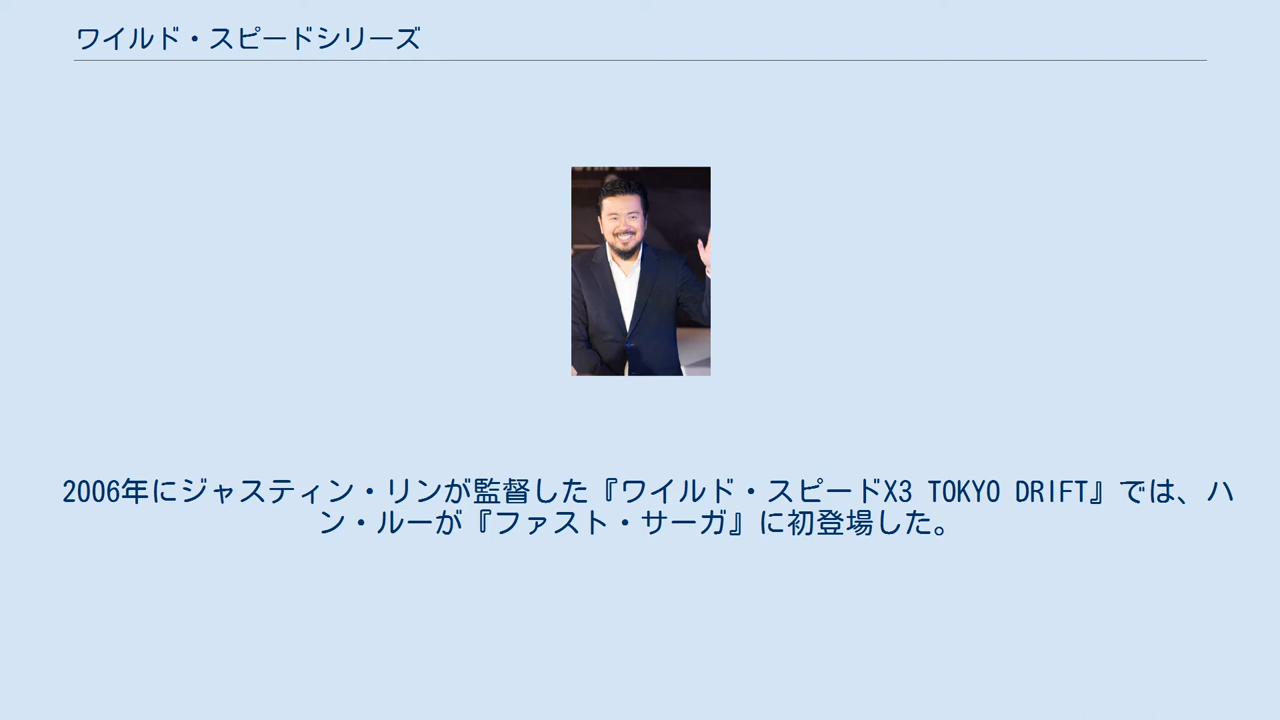 ワイルド・スピードシリーズ
2006年にジャスティン・リンが監督した『ワイルド・スピードX3 TOKYO DRIFT』では、ハ
ン・ルーが『ファスト・サーガ』に初登場した。